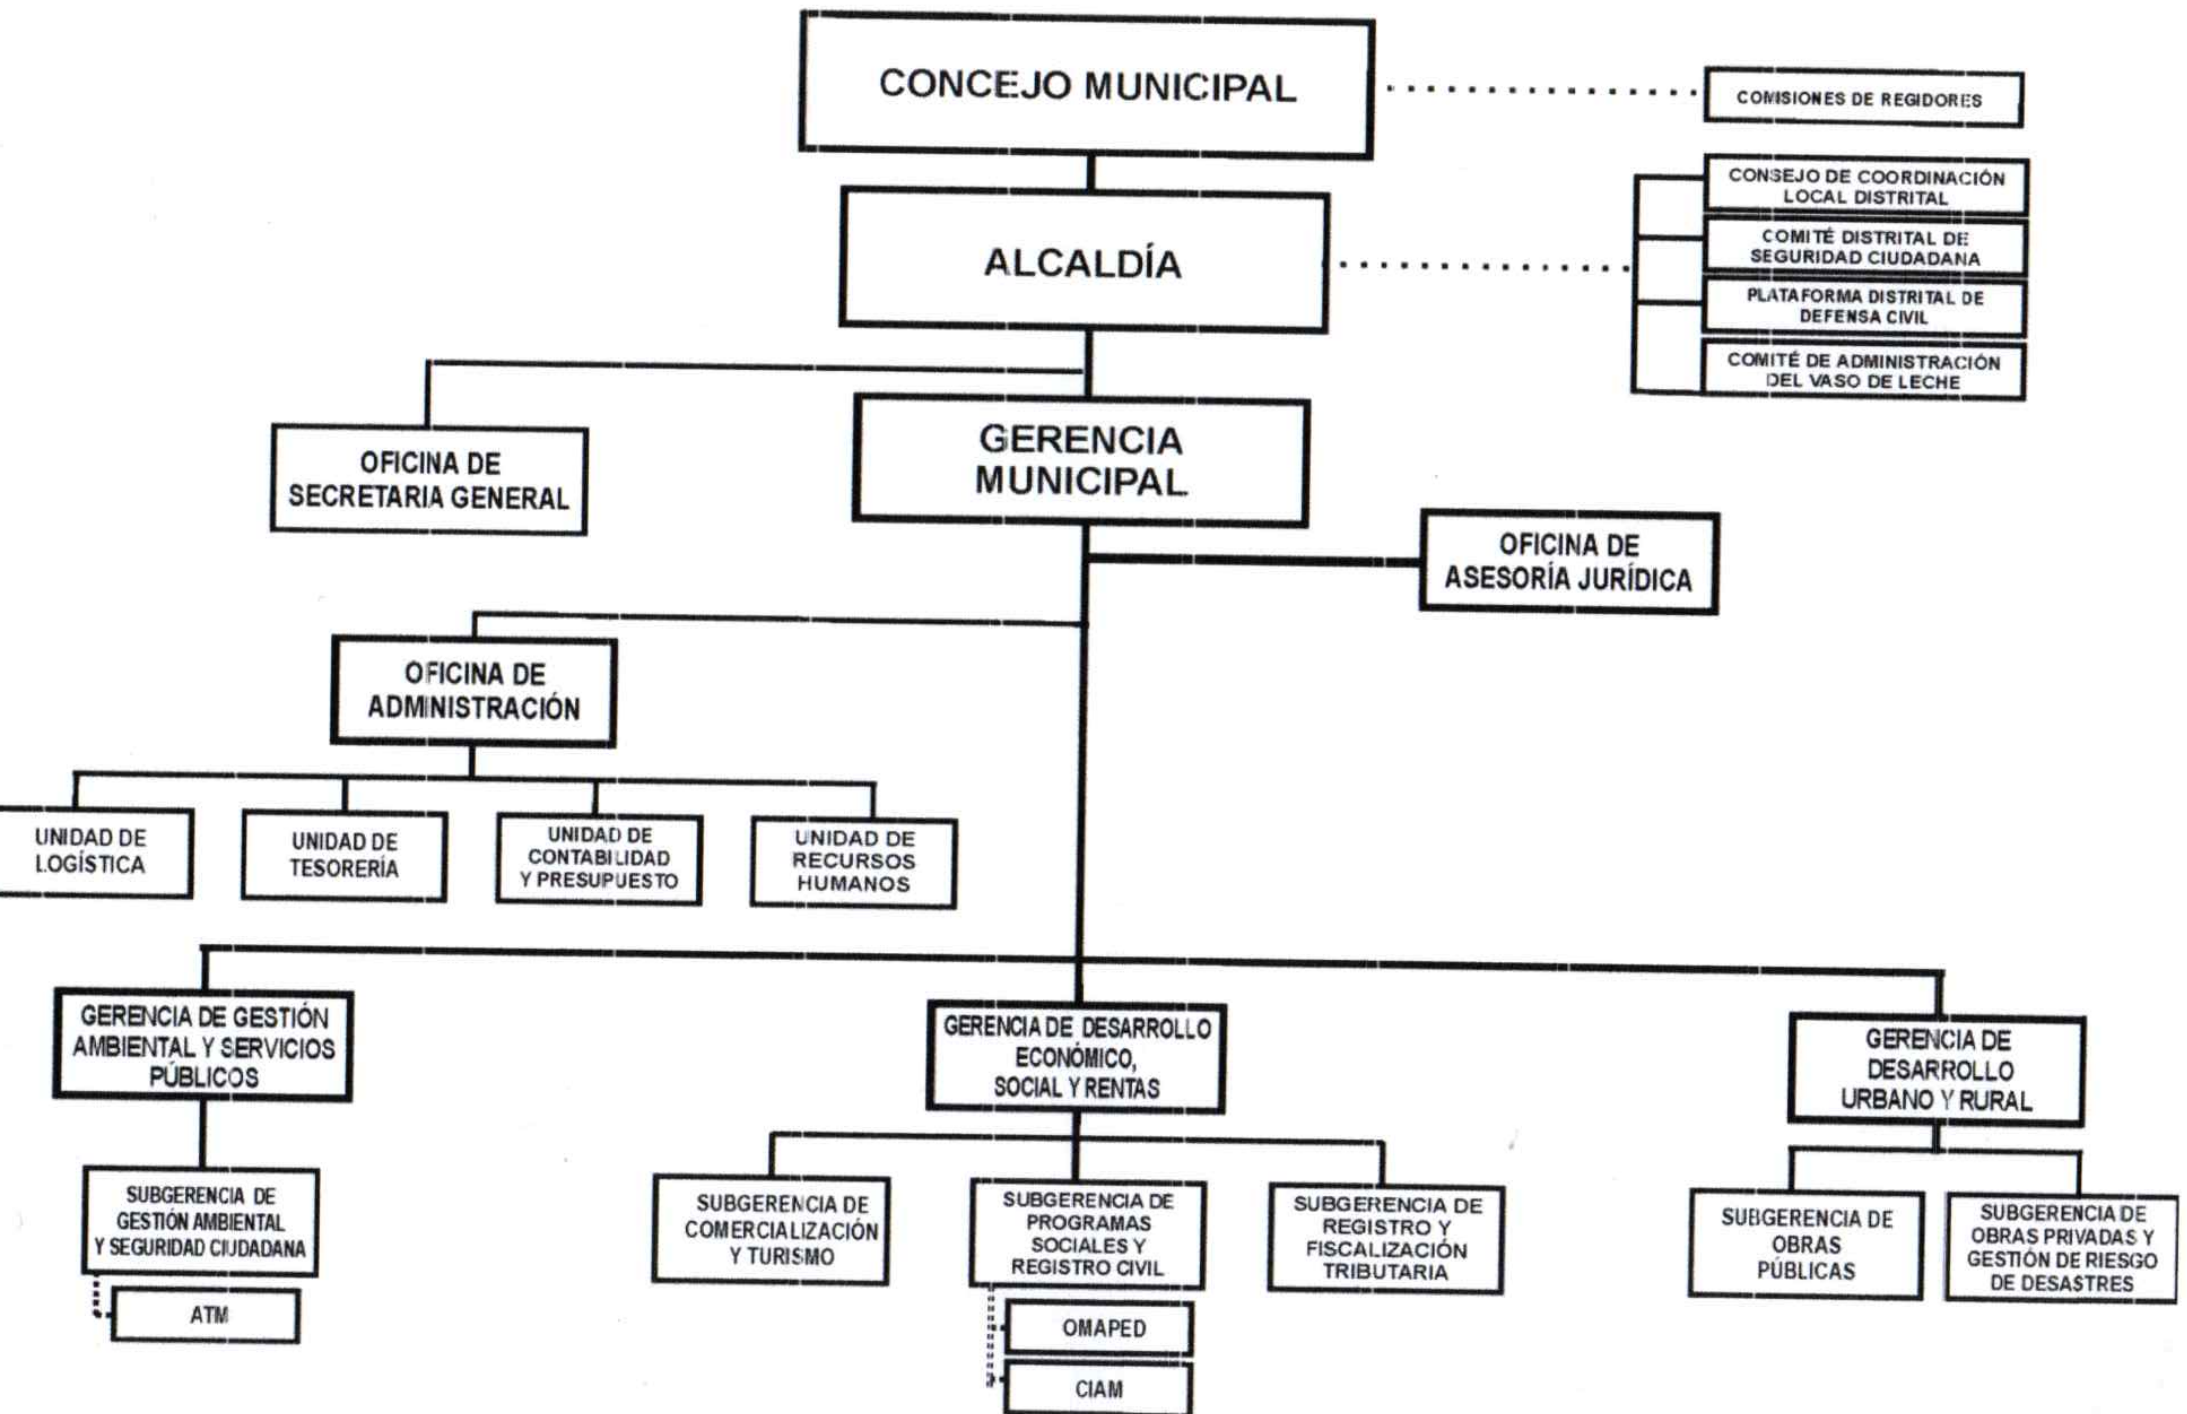 CONCEJO MUNICIPAL
COMISIONES DE REGIDORES
CONSEJO DE COORDINACIÓN
LOCAL DISTRITAL
COMITÉ DISTRITAL DE
SEGURIDAD CIUDADANA
PLATAFORMA DISTRITAL DE
DEFENSA CIVIL
COMITÉ DE ADMINISTRACIÓN
DEL VASO DE LECHE
ALCALDÍA
GERENCIA
MUNICIPAL
OFICINA DE
SECRETARIA GENERAL
OFICINA DE
ASESORÍA JURÍDICA
OFICINA DE
ADMINISTRACIÓN
UNIDAD DE
LOGÍSTICA
UNIDAD DE
TESORERÍA
UNIDAD DE
CONTABILIDAD
Y PRESUPUESTO
UNIDAD DE
RECURSOS
HUMANOS
GERENCIA DE GESTIÓN
AMBIENTAL Y SERVICIOS
PÚBLICOS
GERENCIA DE DESARROLLO
ECONÓMICO,
SOCIAL Y RENTAS
GERENCIA DE
DESARROLLO
URBANO Y RURAL
SUBGERENCIA DE
GESTIÓN AMBIENTAL
Y SEGURIDAD CIUDADANA
ATM
SUBGERENCIA DE
COMERCIALIZACIÓN
Y TURISMO
SUBGERENCIA DE
PROGRAMAS
SOCIALES Y
REGISTRO CIVIL
OMAPED
CIAM
SUBGERENCIA DE
REGISTRO Y
FISCALIZACIÓN
TRIBUTARIA
SUBGERENCIA DE
OBRAS
PÚBLICAS
SUBGERENCIA DE
OBRAS PRIVADAS Y
GESTIÓN DE RIESGO
DE DESASTRES